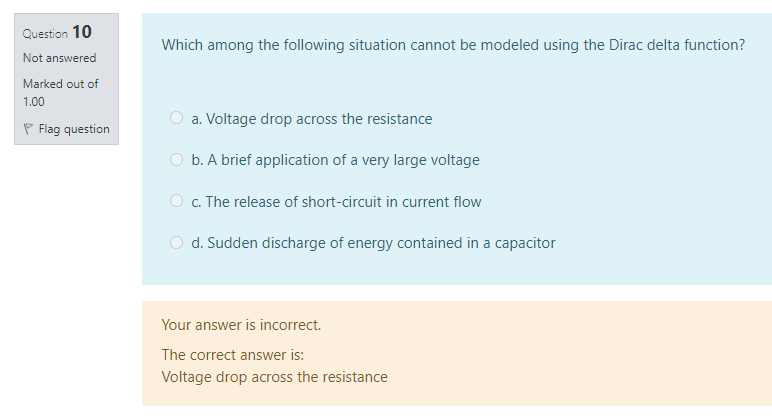 Question 10
Not answered
Marked out of
1.00
Flag question
Which among the following situation cannot be modeled using the Dirac delta function?
a. Voltage drop across the resistance
b. A brief application of a very large voltage
c. The release of short-circuit in current flow
d. Sudden discharge of energy contained in a capacitor
Your answer is incorrect.
The correct answer is:
Voltage drop across the resistance